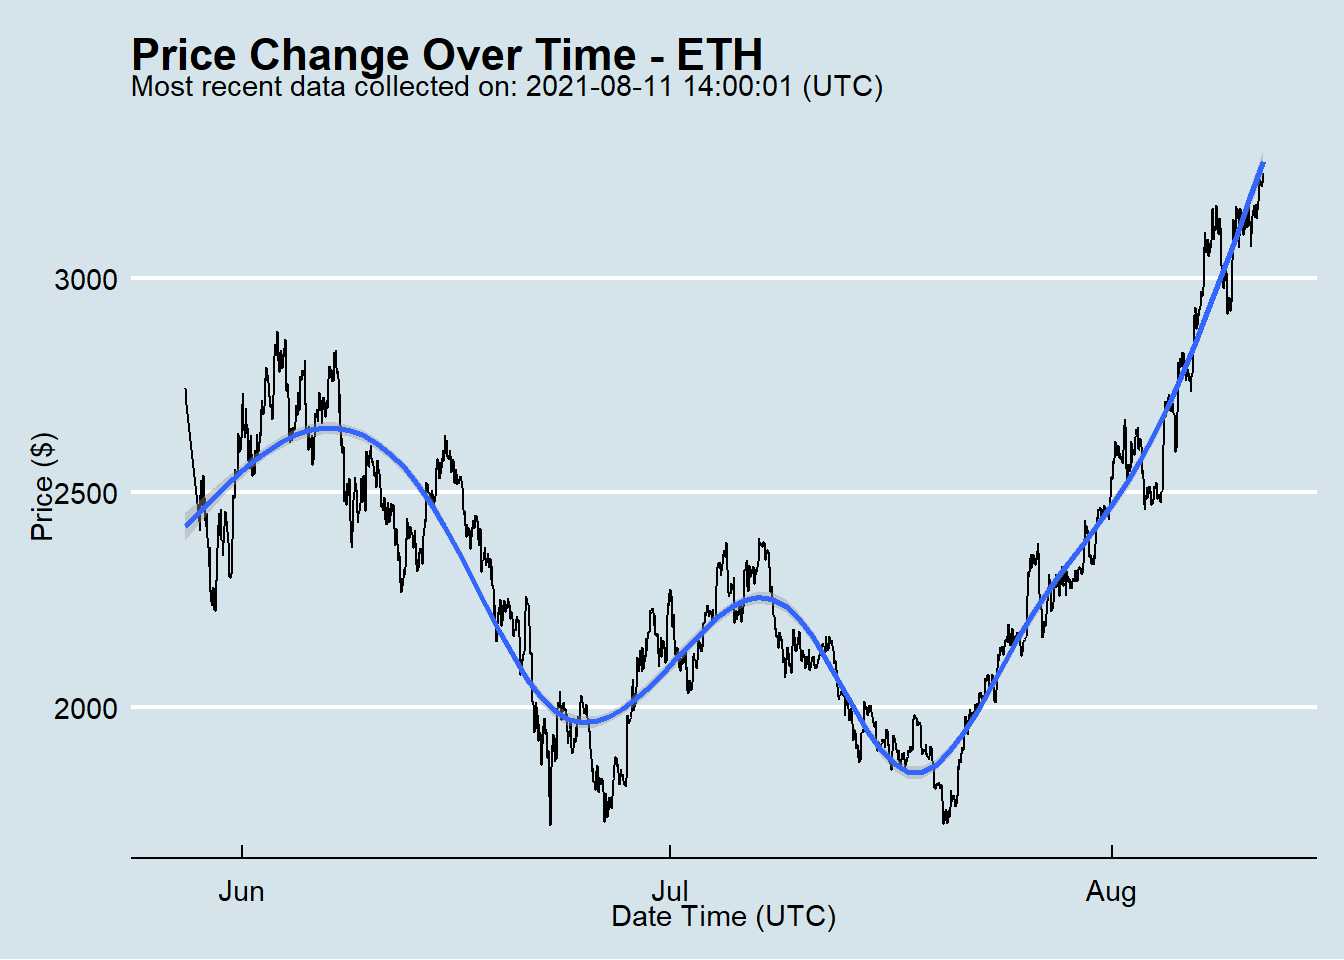 Price Change Over Time - ETH
Most recent data collected on: 2021-08-11 14:00:01 (UTC)
Price ($)
3000
2500
2000
Jun
Jul
Aug
Date Time (UTC)